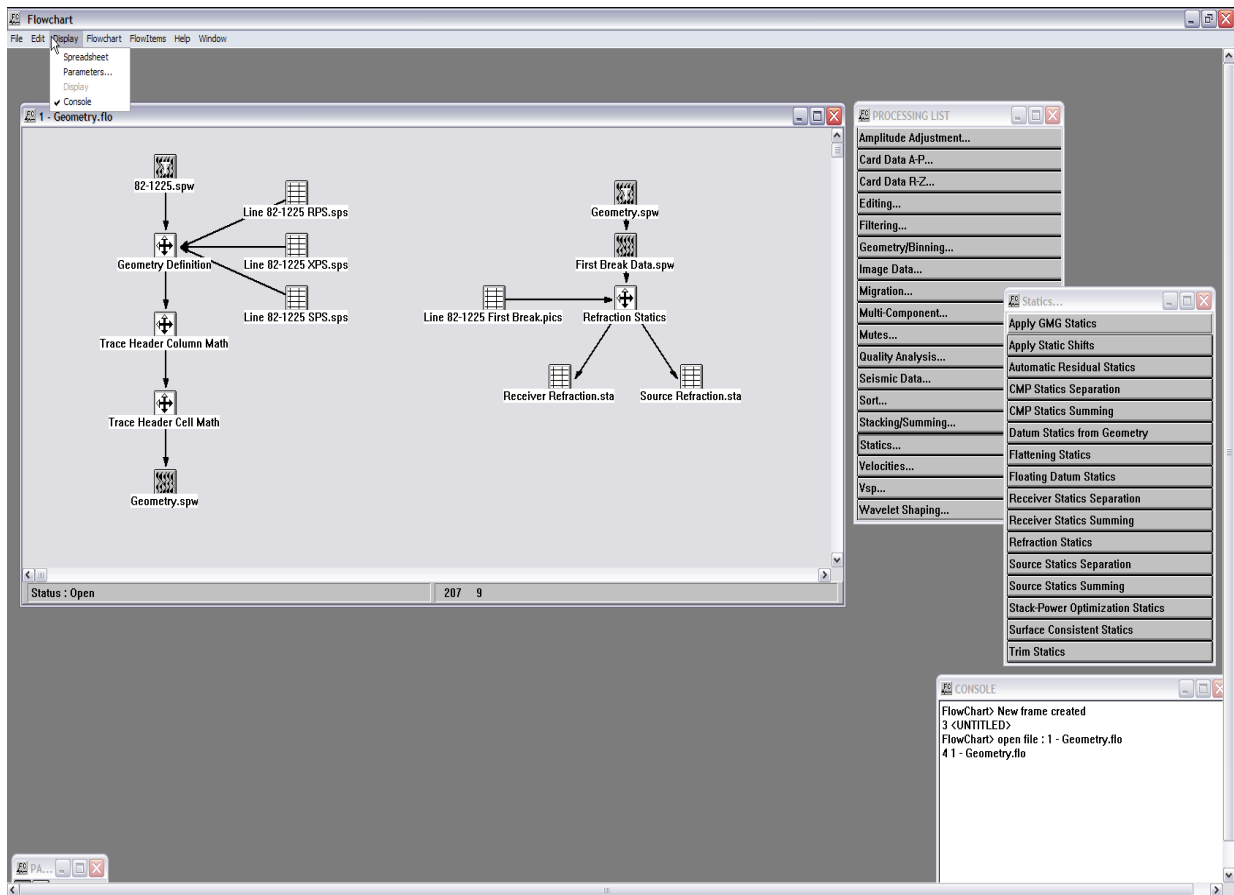 Flowchart
File Edit Display Flowchart FlowItems Help Window
Spreadsheet
Parameters...
Display
Console
1 - Geometry.flo
82-1225.spw
Line 82-1225 RPS.sps
Geometry Definition
Line 82-1225 XPS.sps
Line 82-1225 SPS.sps
Trace Header Column Math
Trace Header Cell Math
Geometry.spw
Geometry.spw
First Break Data.spw
Line 82-1225 First Break.pics
Refraction Statics
Receiver Refraction.sta
Source Refraction.sta
Status : Open
207 9
PROCESSING LIST
Amplitude Adjustment...
Card Data A-P...
Card Data R-Z...
Editing...
Filtering...
Geometry/Binning...
Image Data...
Migration...
Multi-Component...
Mutes...
Quality Analysis...
Seismic Data...
Sort...
Stacking/Summing...
Statics...
Velocities...
Vsp...
Wavelet Shaping...
Statics...
Apply GMG Statics
Apply Static Shifts
Automatic Residual Statics
CMP Statics Separation
CMP Statics Summing
Datum Statics from Geometry
Flattening Statics
Floating Datum Statics
Receiver Statics Separation
Receiver Statics Summing
Refraction Statics
Source Statics Separation
Source Statics Summing
Stack-Power Optimization Statics
Surface Consistent Statics
Trim Statics
CONSOLE
FlowChart> New frame created
3 <UNTITLED>
FlowChart> open file : 1 - Geometry.flo
4 1 - Geometry.flo
PA...